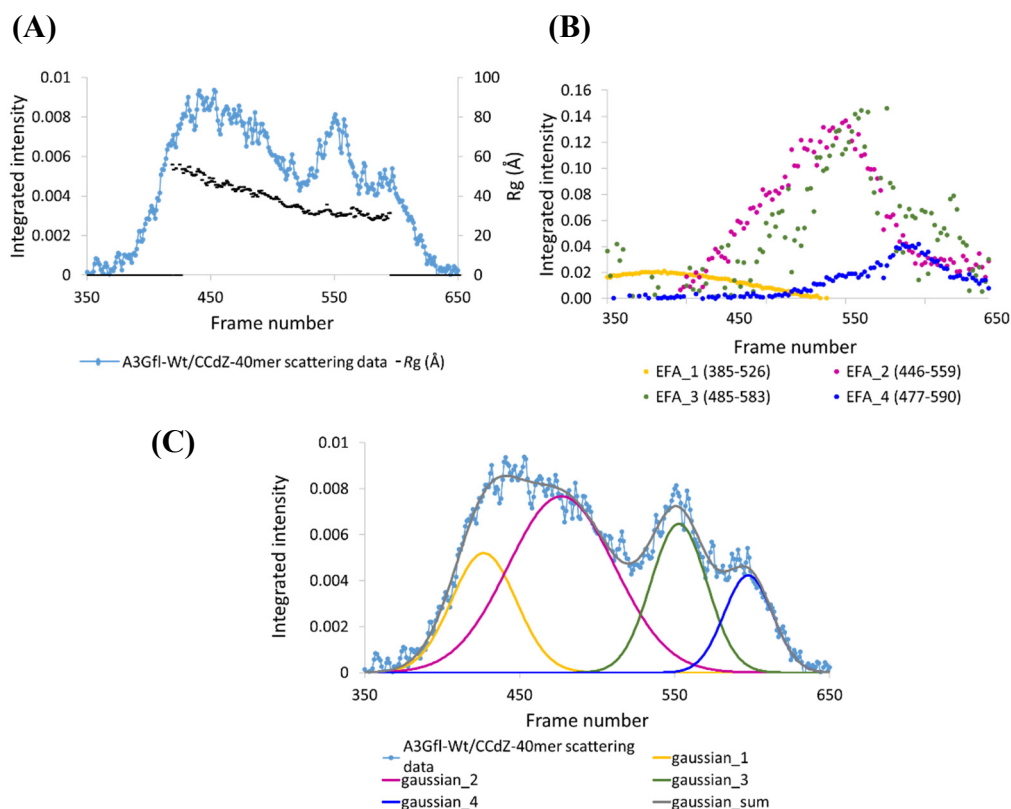 (A)
Integrated intensity
0.01
0.008
0.006
0.004
0.002
0
100
80
60
40
20
0
Rg (Å)
350
450
550
650
Frame number
A3Gfl-Wt/CCdZ-40mer scattering data
Rg (Å)
(B)
Integrated intensity
0.16
0.14
0.12
0.10
0.08
0.06
0.04
0.02
0.00
350
450
550
650
Frame number
EFA_1 (385-526)
EFA_2 (446-559)
EFA_3 (485-583)
EFA_4 (477-590)
(C)
Integrated intensity
0.01
0.008
0.006
0.004
0.002
0
350
450
550
650
Frame number
A3Gfl-Wt/CCdZ-40mer scattering
data
gaussian_1
gaussian_2
gaussian_3
gaussian_4
gaussian_sum